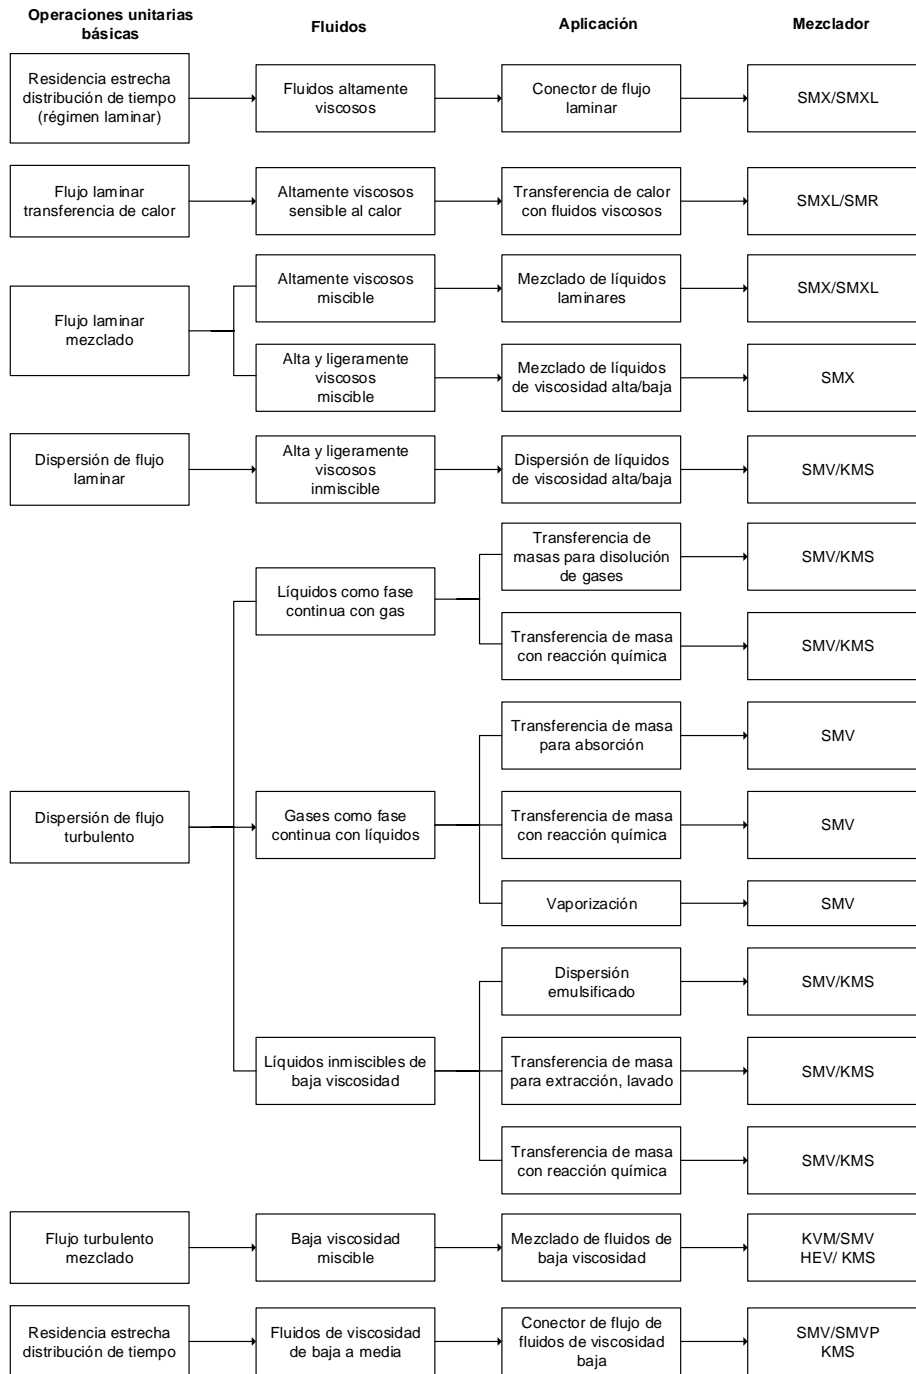 Operaciones unitarias
básicas
Fluidos
Aplicación
Mezclador
Residencia estrecha
distribución de tiempo
(régimen laminar)
Fluidos altamente
viscosos
Conector de flujo
laminar
SMX/SMXL
Flujo laminar
transferencia de calor
Altamente viscosos
sensible al calor
Transferencia de calor
con fluidos viscosos
SMXL/SMR
Flujo laminar
mezclado
Altamente viscosos
miscible
Mezclado de líquidos
laminares
SMX/SMXL
Alta y ligeramente
viscosos
miscible
Mezclado de líquidos
de viscosidad alta/baja
SMX
Dispersión de flujo
laminar
Alta y ligeramente
viscosos
inmiscible
Dispersión de líquidos
de viscosidad alta/baja
SMV/KMS
Dispersión de flujo
turbulento
Líquidos como fase
continua con gas
Transferencia de
masas para disolución
de gases
SMV/KMS
Transferencia de masa
con reacción química
SMV/KMS
Gases como fase
continua con líquidos
Transferencia de masa
para absorción
SMV
Transferencia de masa
con reacción química
SMV
Vaporización
SMV
Líquidos inmiscibles de
baja viscosidad
Dispersión
emulsificado
SMV/KMS
Transferencia de masa
para extracción, lavado
SMV/KMS
Transferencia de masa
con reacción química
SMV/KMS
Flujo turbulento
mezclado
Baja viscosidad
miscible
Mezclado de fluidos de
baja viscosidad
KVM/SMV
HEV/ KMS
Residencia estrecha
distribución de tiempo
Fluidos de viscosidad
de baja a media
Conector de flujo de
fluidos de viscosidad
baja
SMV/SMVP
KMS